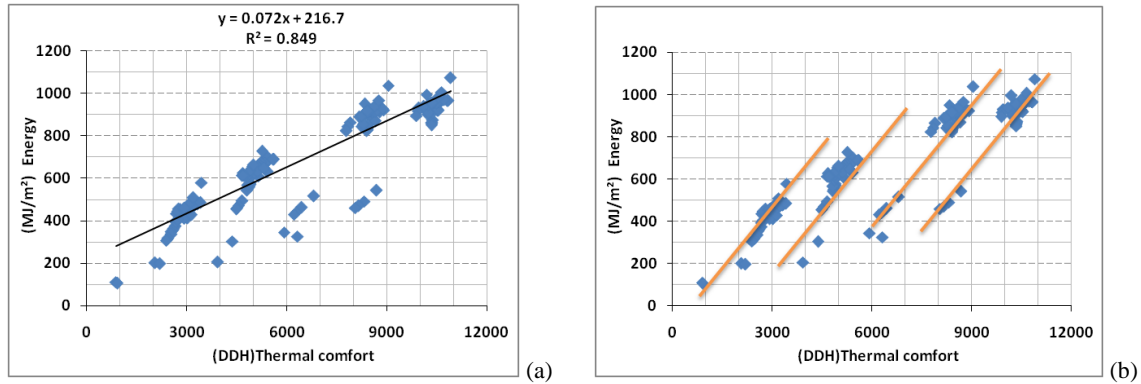 y = 0.072x + 216.7
R² = 0.849
1200
1000
800
600
400
200
0
(MJ/m²) Energy
0 3000 6000 9000 12000
(DDH)Thermal comfort
(a)
1200
1000
800
600
400
200
0
(MJ/m²) Energy
0 3000 6000 9000 12000
(DDH)Thermal comfort
(b)